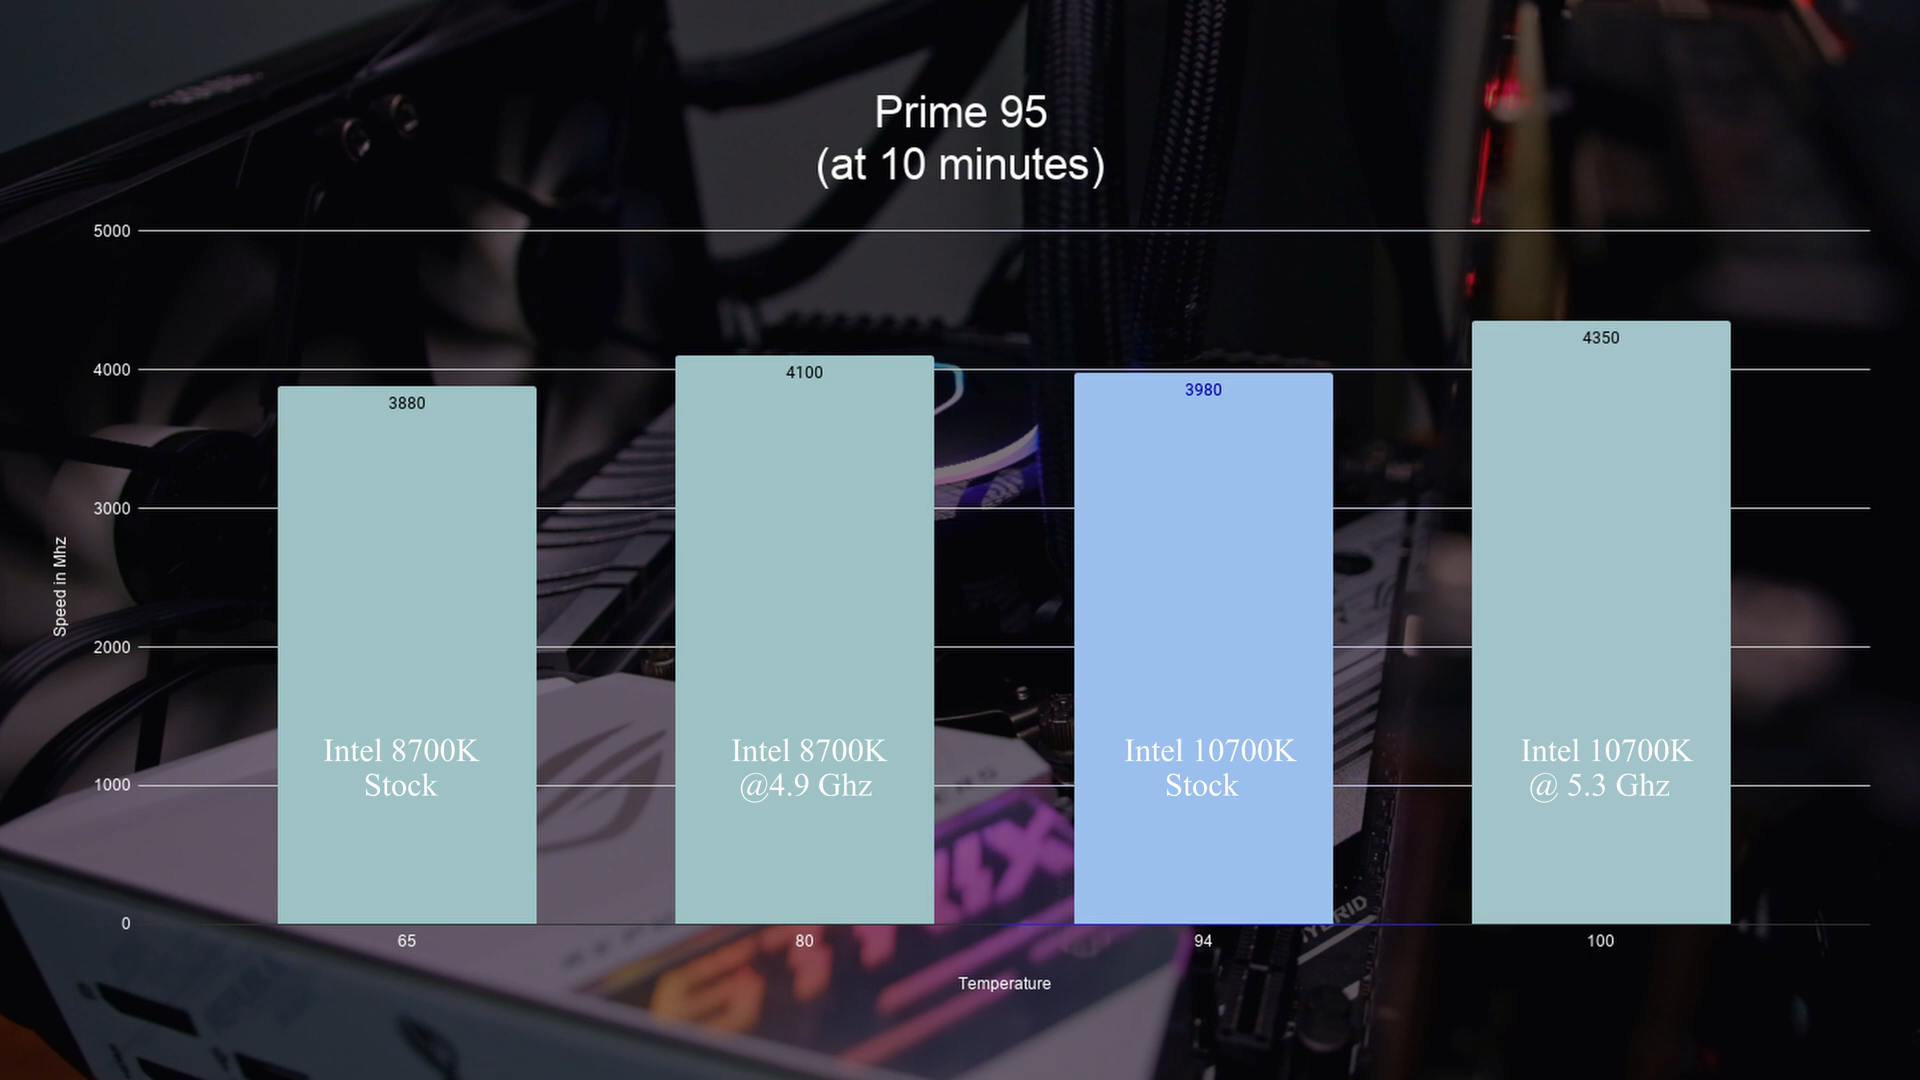 Prime 95
(at 10 minutes)
5000
4000
3000
2000
1000
0
Speed in Mhz
3880
4100
3980
4350
Intel 8700K
Stock
Intel 8700K
@4.9 Ghz
Intel 10700K
Stock
Intel 10700K
@ 5.3 Ghz
65
80
94
100
Temperature